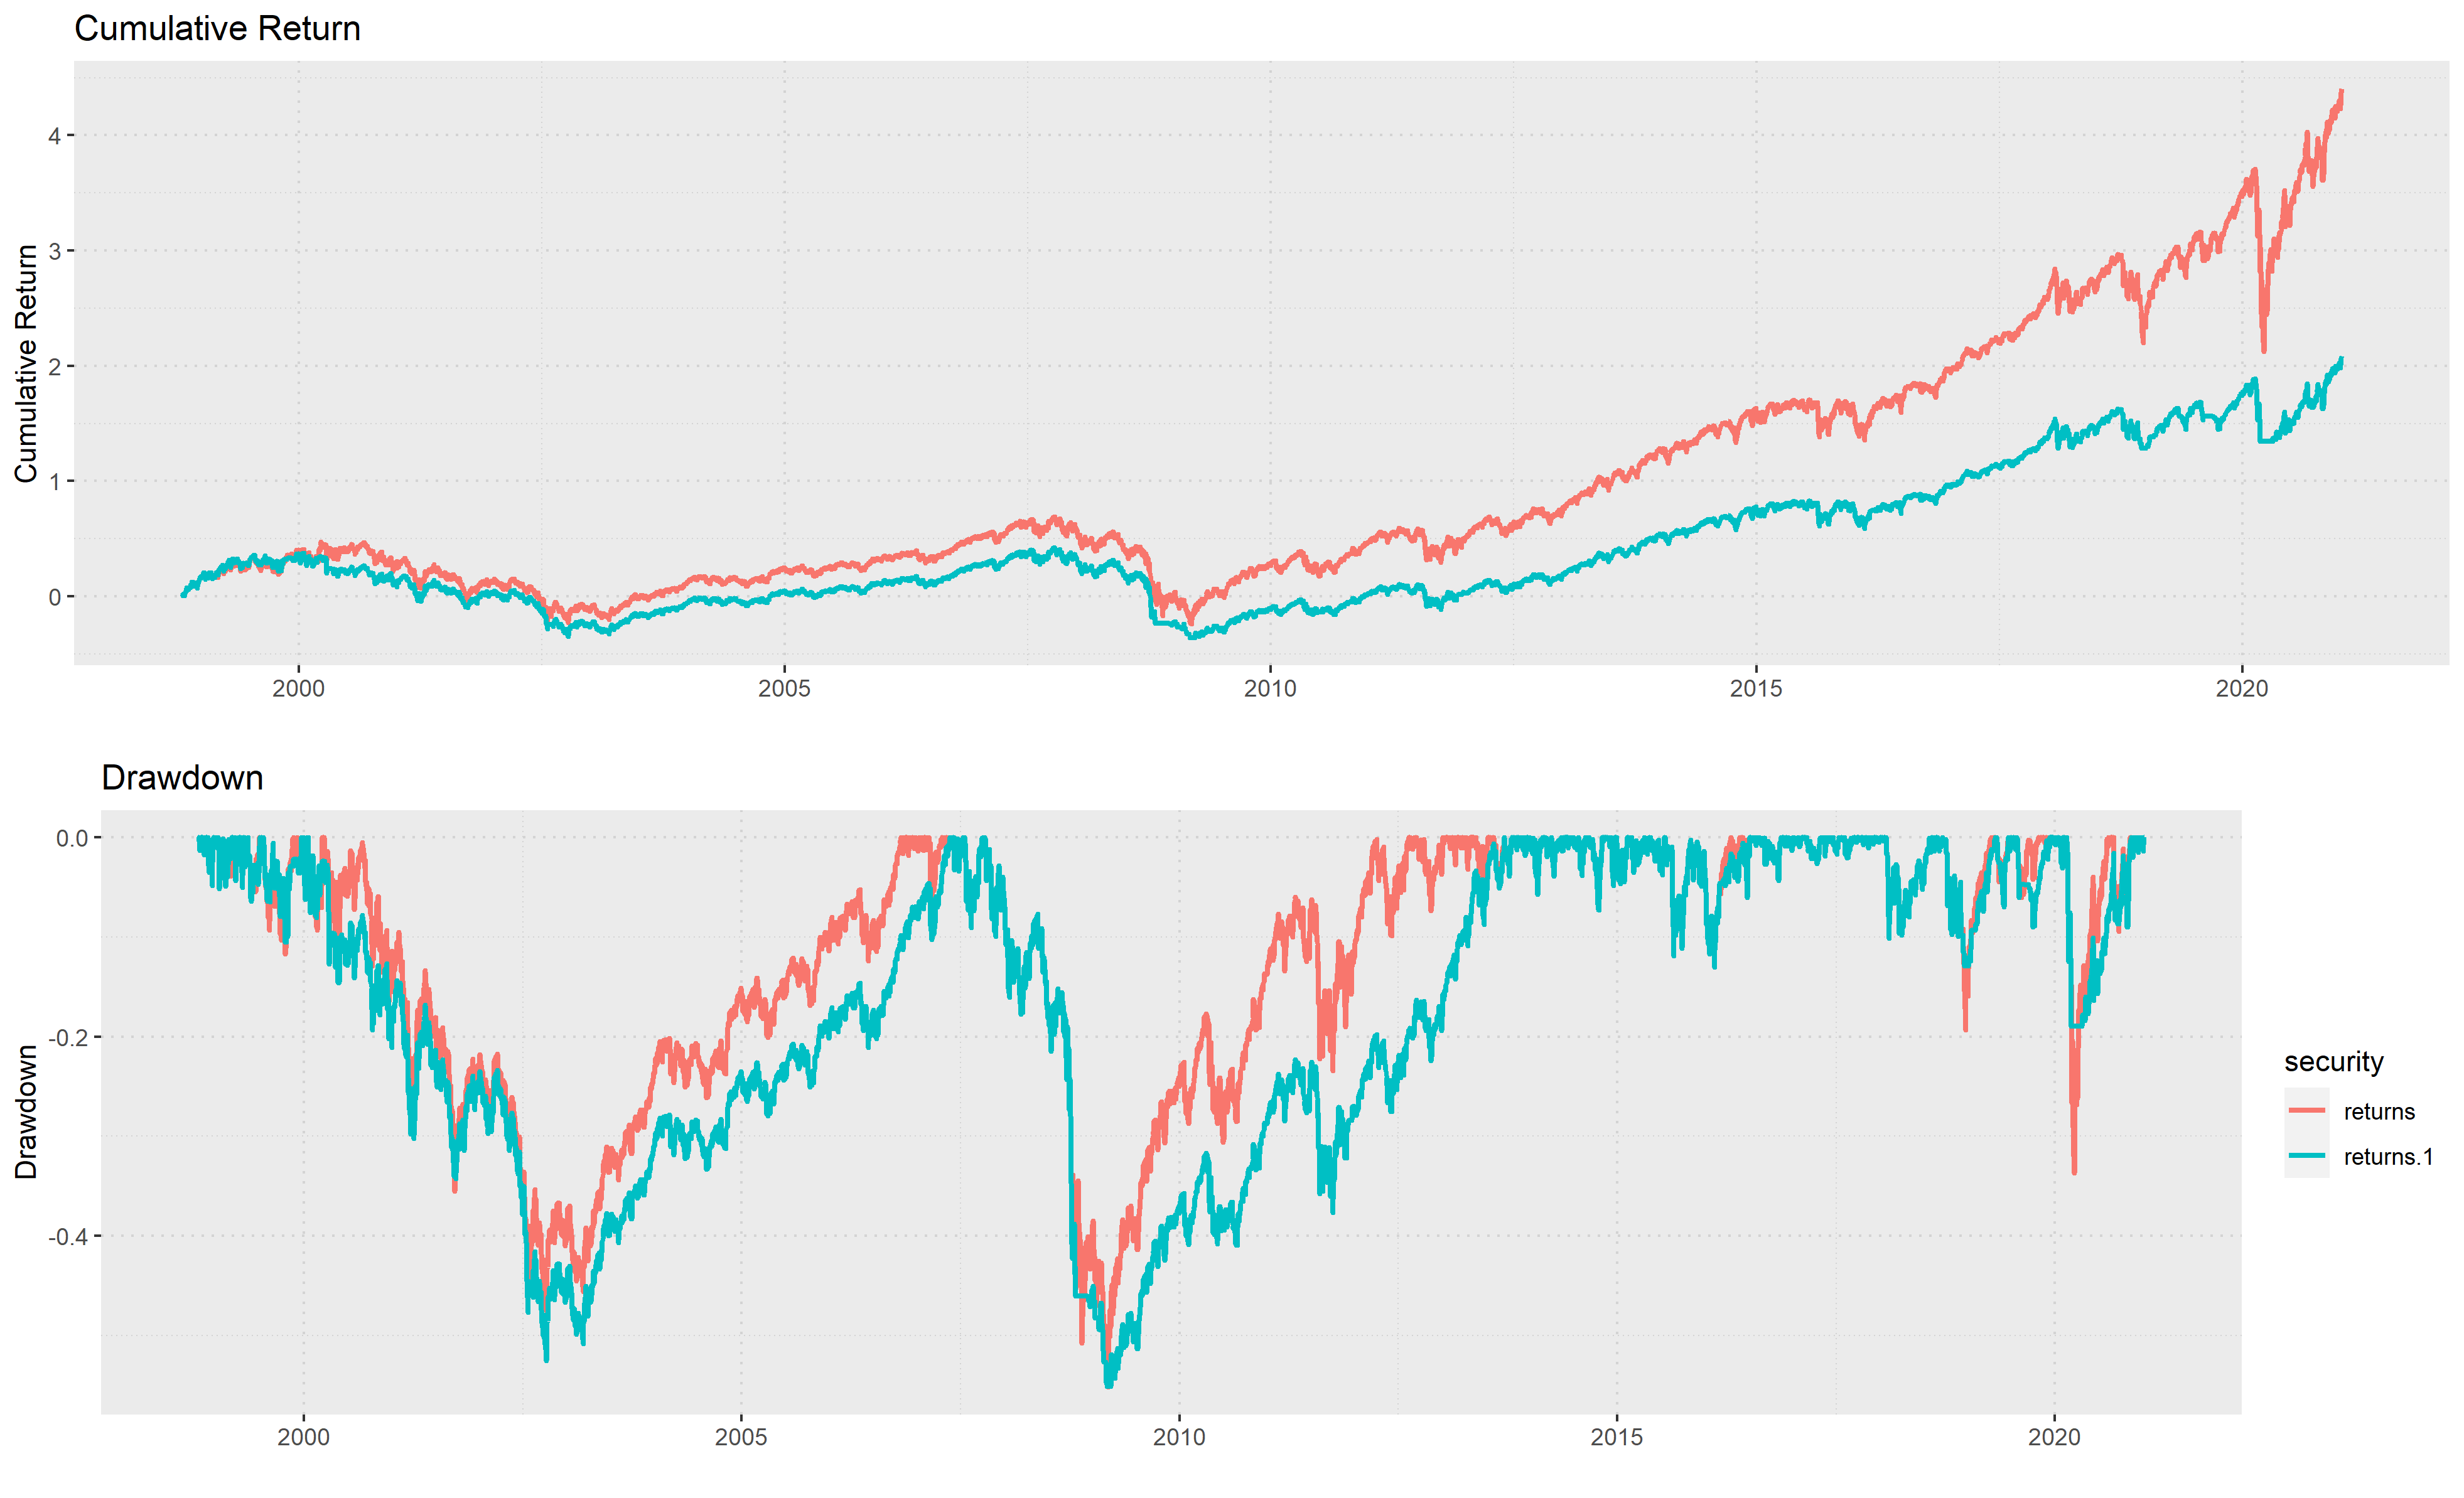 Cumulative Return
Cumulative Return
4
3
2
1
0
2000 2005 2010 2015 2020
Drawdown
Drawdown
0.0
-0.2
-0.4
2000 2005 2010 2015 2020
security
returns
returns.1